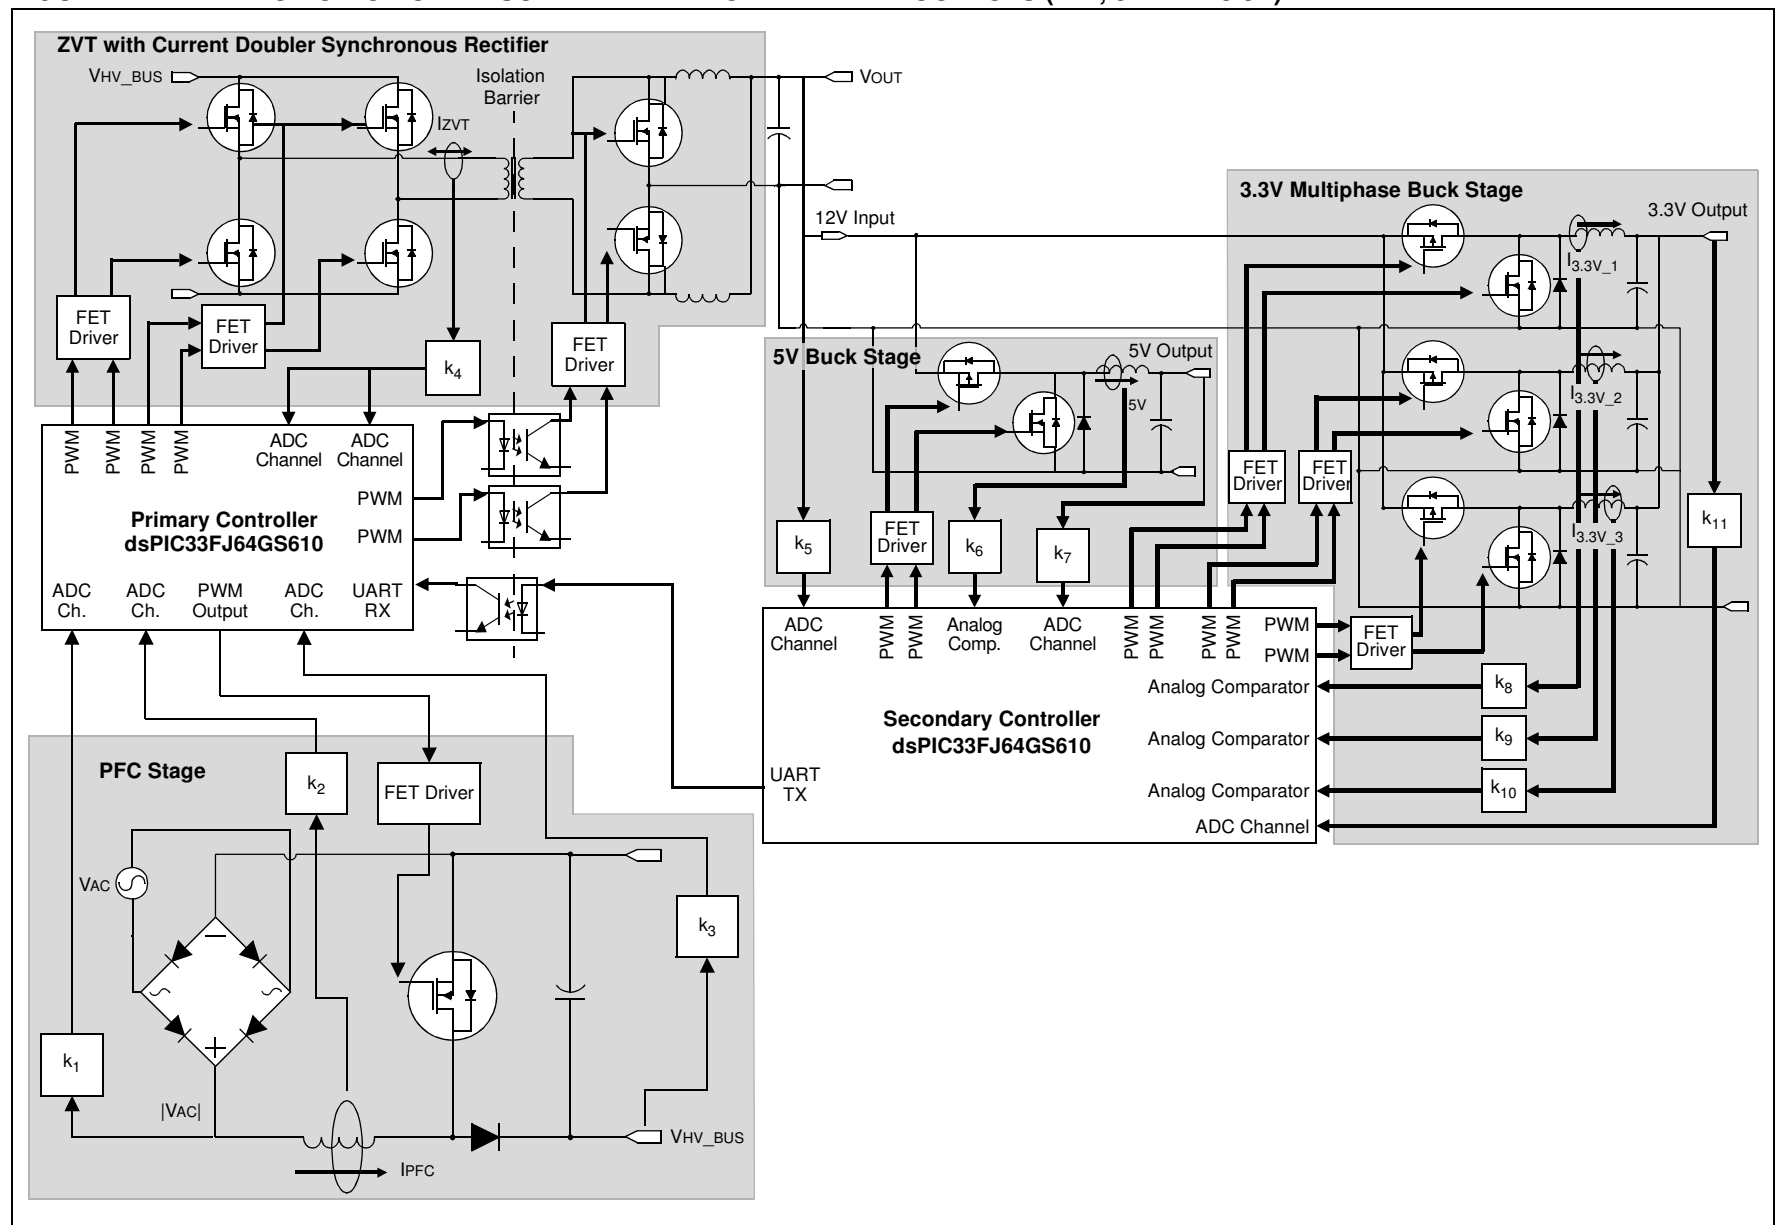 ZVT with Current Doubler Synchronous Rectifier
VHV_BUS
Isolation
Barrier
IZVT
VOUT
12V Input
FET
Driver
FET
Driver
k4
FET
Driver
3.3V Multiphase Buck Stage
3.3V Output
I3.3V_1
I3.3V_2
I3.3V_3
FET
Driver
FET
Driver
k11
5V Buck Stage
5V Output
5V
k5
FET
Driver
k6
k7
PWM
PWM
PWM
PWM
ADC
Channel
ADC
Channel
PWM
PWM
Primary Controller
dsPIC33FJ64GS610
ADC
Ch.
ADC
Ch.
PWM
Output
ADC
Ch.
UART
RX
ADC
Channel
PWM
PWM
Analog
Comp.
ADC
Channel
PWM
PWM
PWM
PWM
PWM
PWM
FET
Driver
Analog Comparator
k8
Secondary Controller
dsPIC33FJ64GS610
Analog Comparator
k9
UART
TX
Analog Comparator
k10
ADC Channel
PFC Stage
k2
FET Driver
VAC
k3
k1
|VAC|
VHV_BUS
IPFC